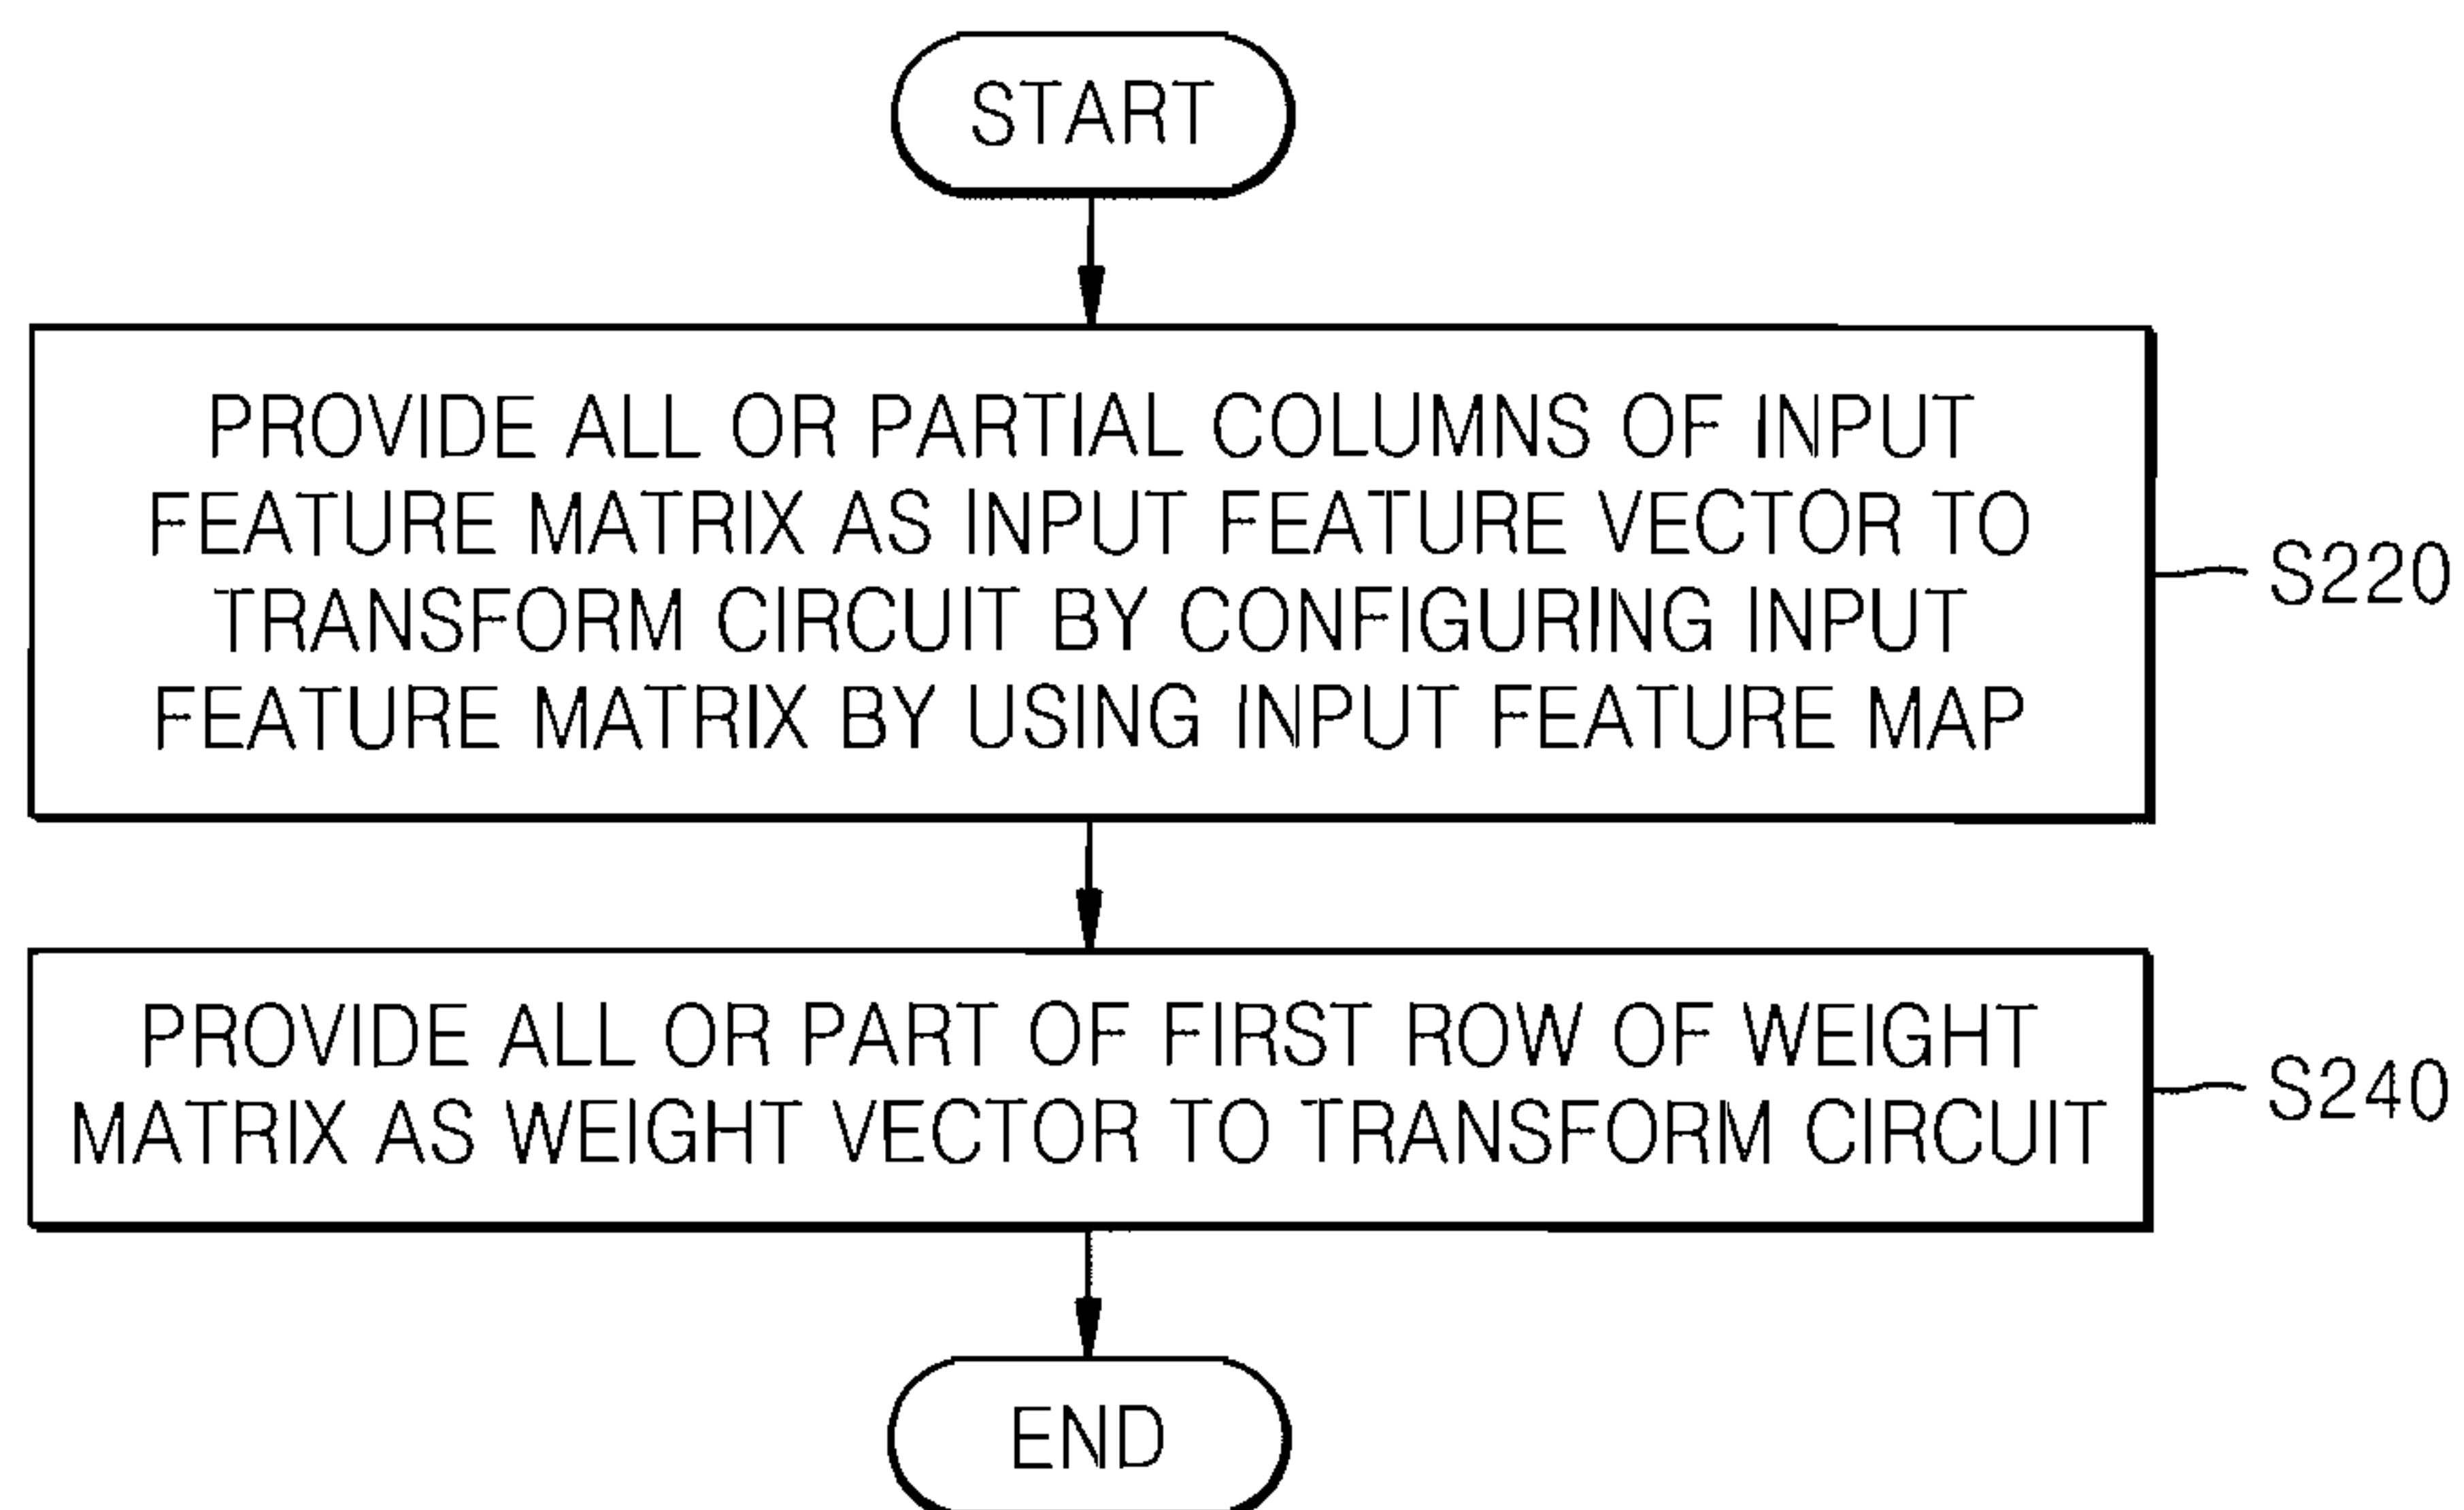 START
PROVIDE ALL OR PARTIAL COLUMNS OF INPUT
FEATURE MATRIX AS INPUT FEATURE VECTOR TO
TRANSFORM CIRCUIT BY CONFIGURING INPUT
FEATURE MATRIX BY USING INPUT FEATURE MAP
S220
PROVIDE ALL OR PART OF FIRST ROW OF WEIGHT
MATRIX AS WEIGHT VECTOR TO TRANSFORM CIRCUIT
S240
END